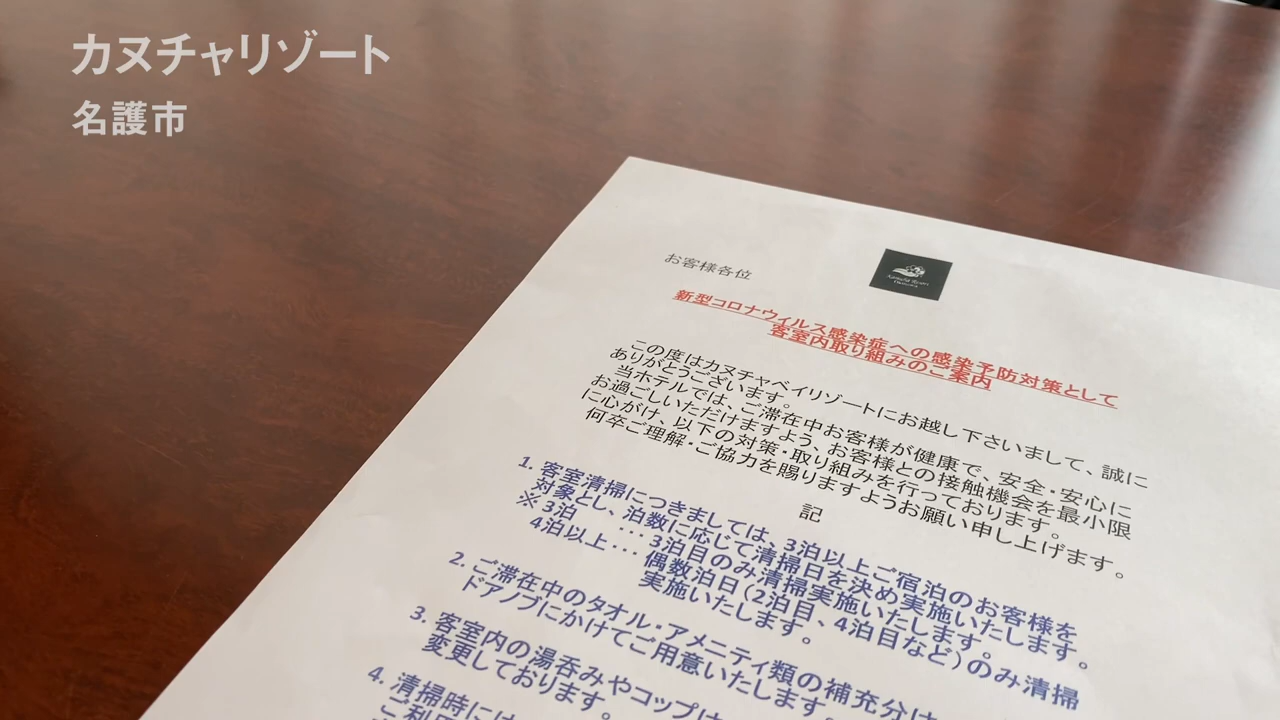 カヌチャリゾート
名護市
お客様各位
新型コロナウィルス感染症への感染予防対策として
客室内取り組みのご案内
この度はカヌチャベイリゾートにお越し下さいまして、誠に
ありがとうございます。
当ホテルでは、ご滞在中お客様が健康で、安全・安心に
お過ごしいただけますよう、お客様との接触機会を最小限
に心がけ、以下の対策・取り組みを行っております。
何卒ご理解・ご協力を賜りますようお願い申し上げます。
記
1. 客室清掃につきましては、3泊以上ご宿泊のお客様を
対象とし、泊数に応じて清掃日を決め実施いたします。
※ 3泊 ・・・ 3泊目のみ清掃実施いたします。
4泊以上・・・ 偶数泊日(2泊目、4泊目など)のみ清掃
実施いたします。
2. ご滞在中のタオル・アメニティ類の補充分は
ドアノブにかけてご用意いたします。
3. 客室内の湯呑みやコップは
変更しております。
4. 清掃時には
ご利用